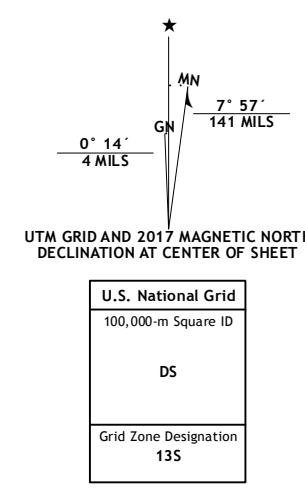 MN
7° 57´
141 MILS
GN
0° 14´
4 MILS
UTM GRID AND 2017 MAGNETIC NORTH
DECLINATION AT CENTER OF SHEET
U.S. National Grid
100,000-m Square ID
DS
Grid Zone Designation
13S